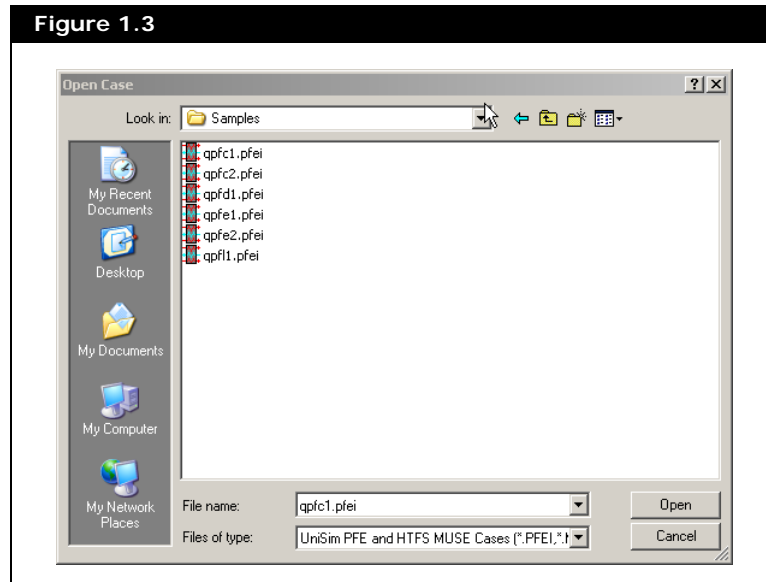 Figure 1.3
Open Case
Look in:
Samples
qpfc1.pfei
qpfc2.pfei
qpfd1.pfei
qpfe1.pfei
qpfe2.pfei
qpfl1.pfei
My Recent
Documents
Desktop
My Documents
My Computer
My Network
Places
File name:
qpfc1.pfei
Open
Files of type:
UniSim PFE and HTFS MUSE Cases (*.PFEI,*.
Cancel